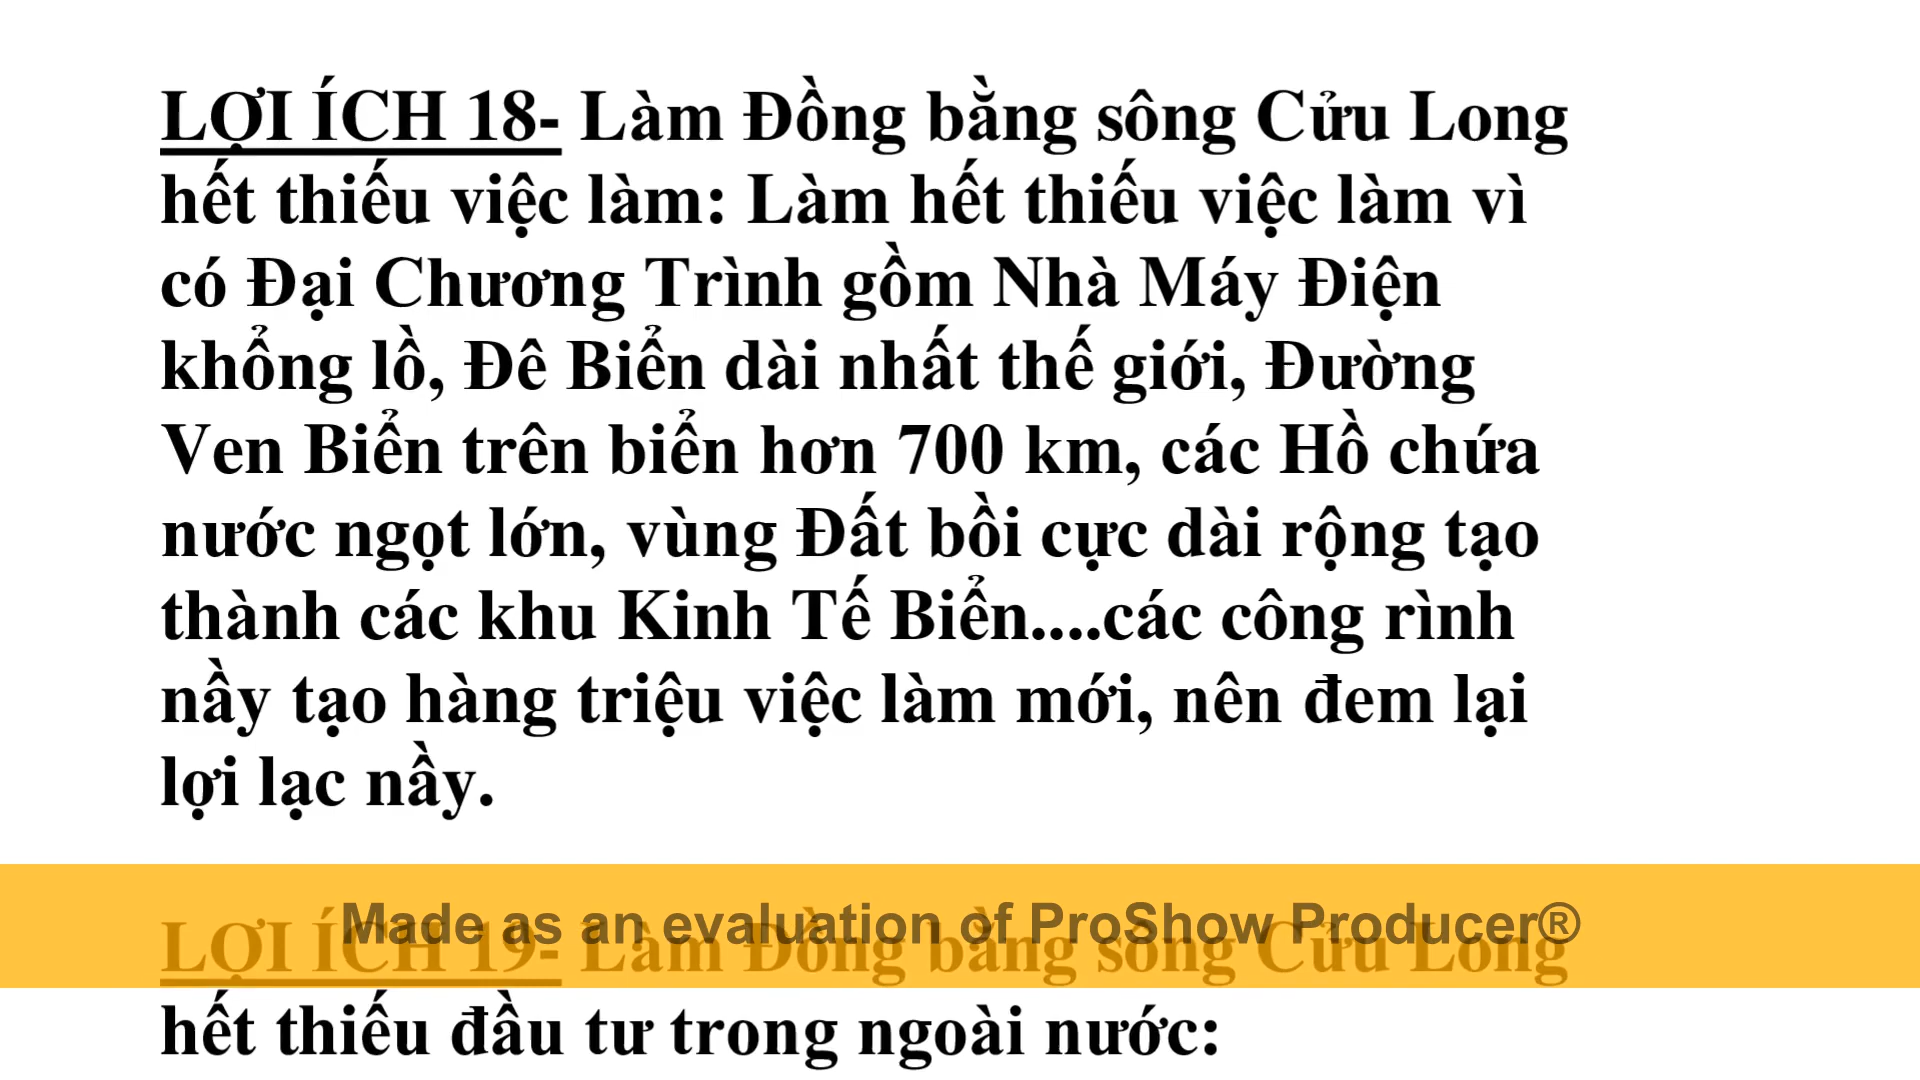 LỢI ÍCH 18- Làm Đồng bằng sông Cửu Long
hết thiếu việc làm: Làm hết thiếu việc làm vì
có Đại Chương Trình gồm Nhà Máy Điện
khổng lồ, Đê Biển dài nhất thế giới, Đường
Ven Biển trên biển hơn 700 km, các Hồ chứa
nước ngọt lớn, vùng Đất bồi cực dài rộng tạo
thành các khu Kinh Tế Biển....các công rình
nầy tạo hàng triệu việc làm mới, nên đem lại
lợi lạc nầy.
Made as an evaluation of ProShow Producer®
LỢI ÍCH 19- Làm Đồng bằng sông Cửu Long
hết thiếu đầu tư trong ngoài nước: